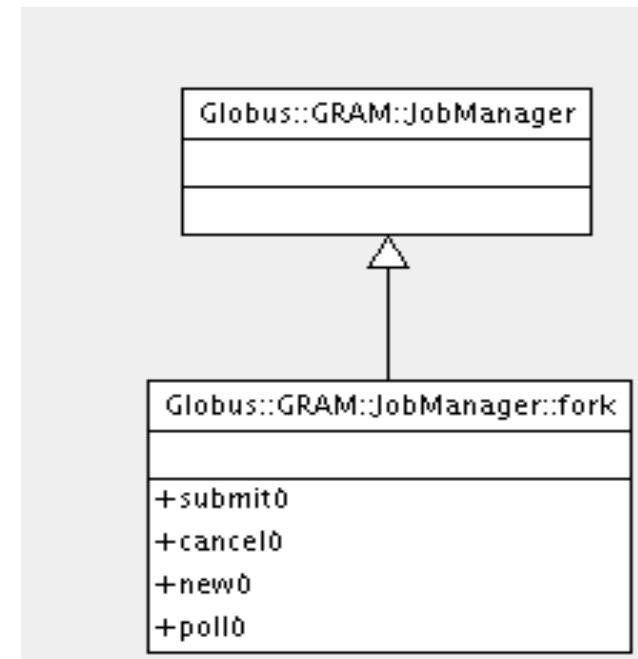 Globus::GRAM::JobManager
Globus::GRAM::JobManager::fork
+submit()
+cancel()
+new()
+poll()